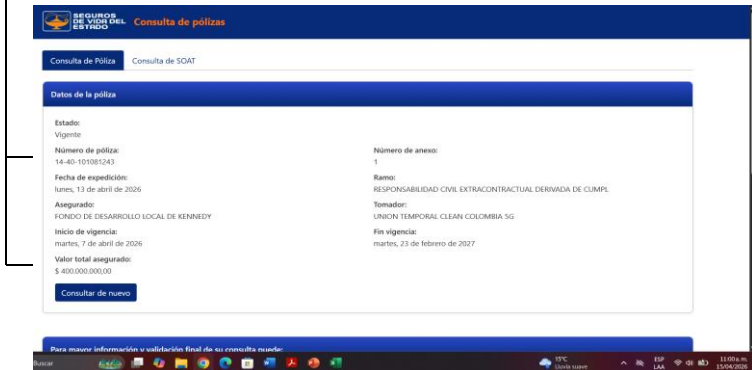 SEGUROS
DE VIDA DEL
ESTADO
Consulta de pólizas
Consulta de Póliza
Consulta de SOAT
Datos de la póliza
Estado:
Vigente
Número de póliza:
14-40-101081243
Número de anexo:
1
Fecha de expedición:
lunes, 13 de abril de 2026
Ramo:
RESPONSABILIDAD CIVIL EXTRACONTRACTUAL DERIVADA DE CUMPL
Asegurado:
FONDO DE DESARROLLO LOCAL DE KENNEDY
Tomador:
UNION TEMPORAL CLEAN COLOMBIA 5G
Inicio de vigencia:
martes, 7 de abril de 2026
Fin vigencia:
martes, 23 de febrero de 2027
Valor total asegurado:
$ 400.000.000,00
Consultar de nuevo
Para mayor información y validación final de su consulta puede:
Buscar
15°C
Lluvia suave
ESP
LAA
11:00 a. m.
15/04/2026